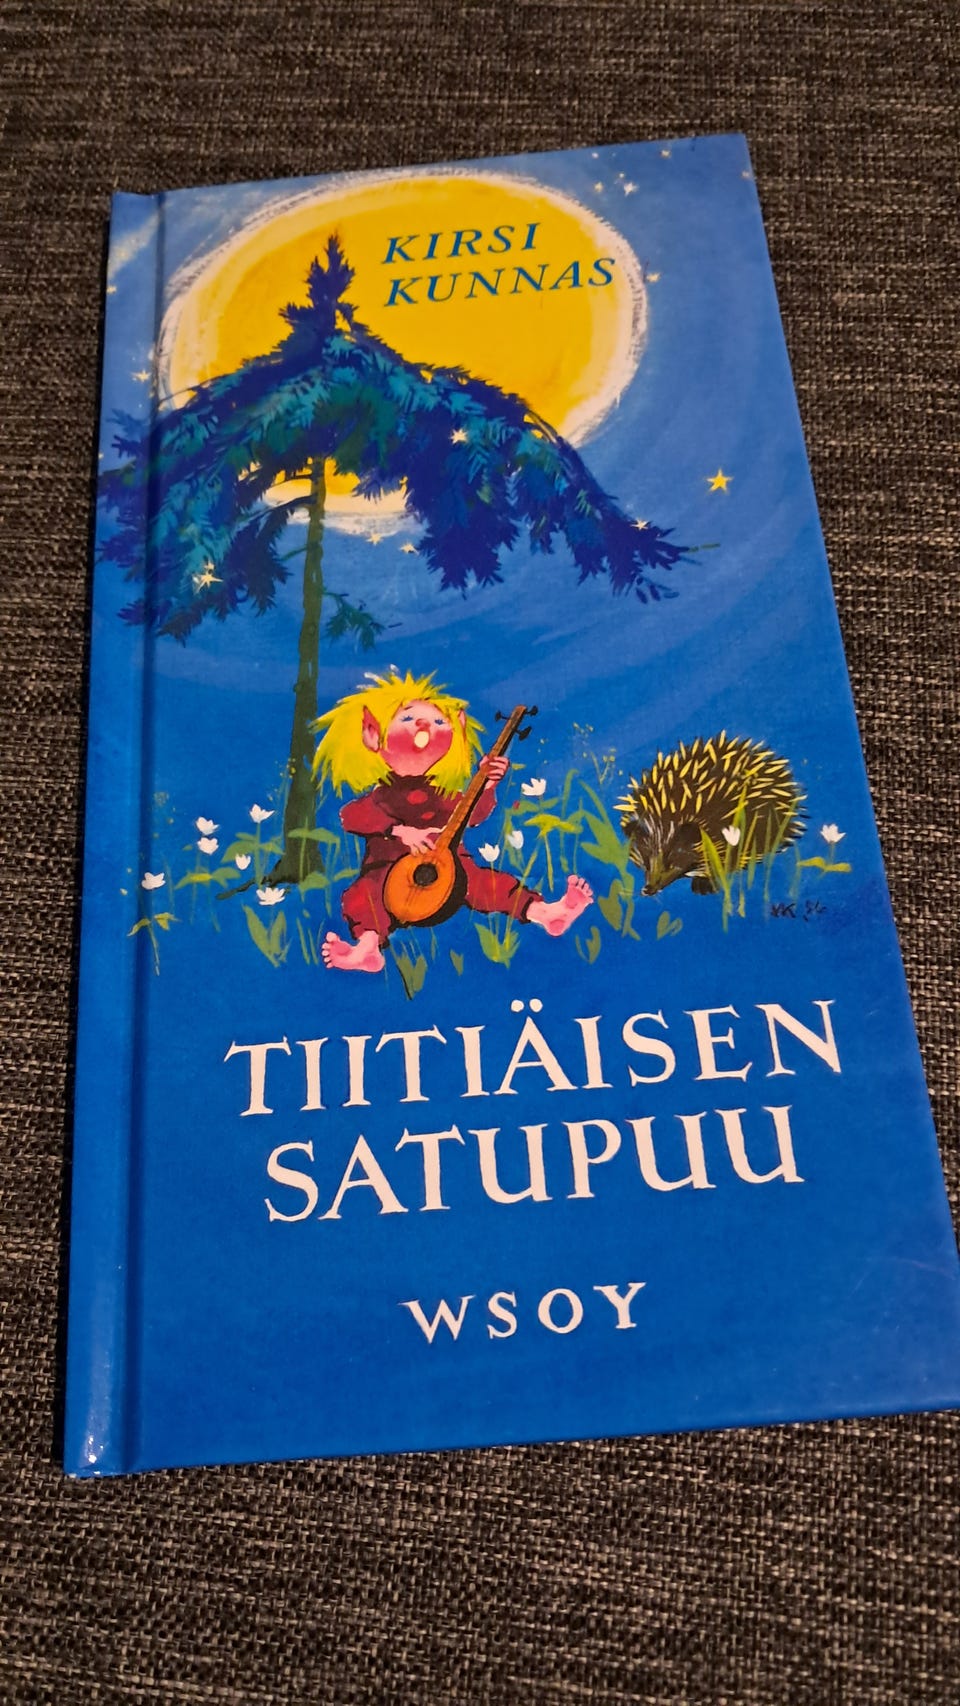 KIRSI
KUNNAS
TIITIÄISEN
SATUPUU
WSOY